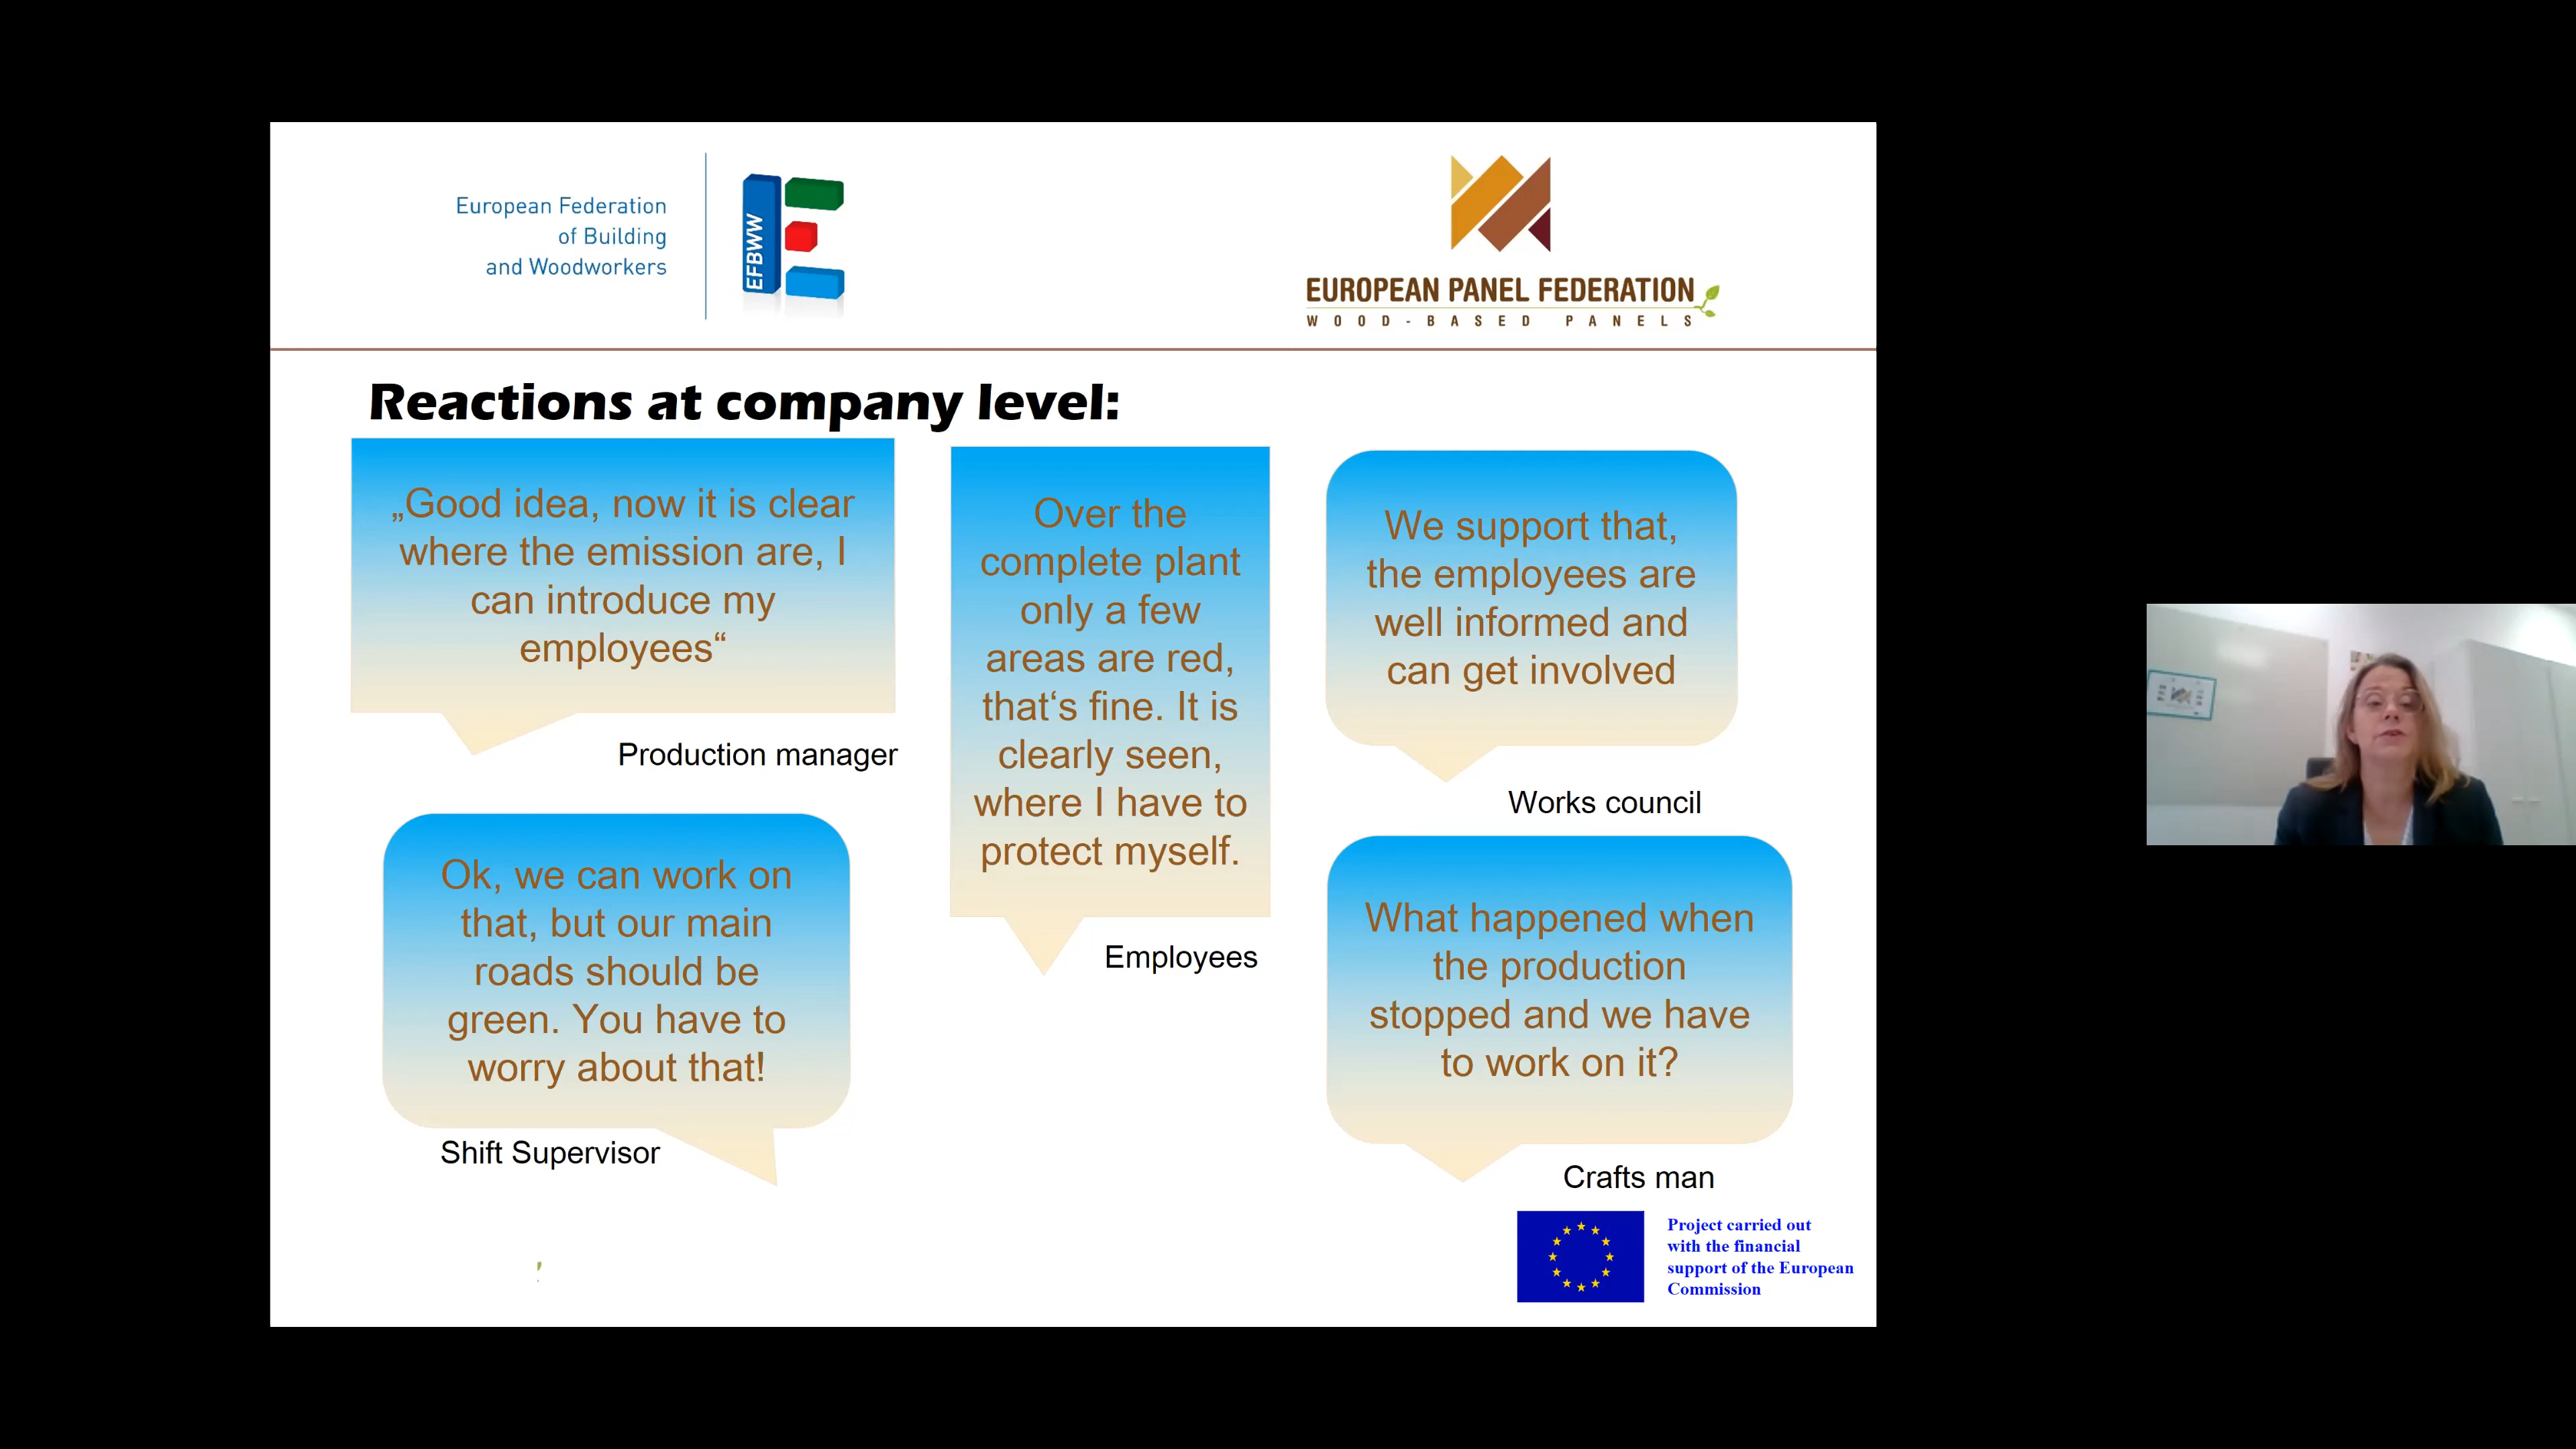 European Federation
of Building
and Woodworkers
EFBWW
EUROPEAN PANEL FEDERATION
WOOD-BASED PANELS
Reactions at company level:
„Good idea, now it is clear
where the emission are, I
can introduce my
employees“
Production manager
Ok, we can work on
that, but our main
roads should be
green. You have to
worry about that!
Shift Supervisor
Over the
complete plant
only a few
areas are red,
that‘s fine. It is
clearly seen,
where I have to
protect myself.
Employees
We support that,
the employees are
well informed and
can get involved
Works council
What happened when
the production
stopped and we have
to work on it?
Crafts man
Project carried out
with the financial
support of the European
Commission